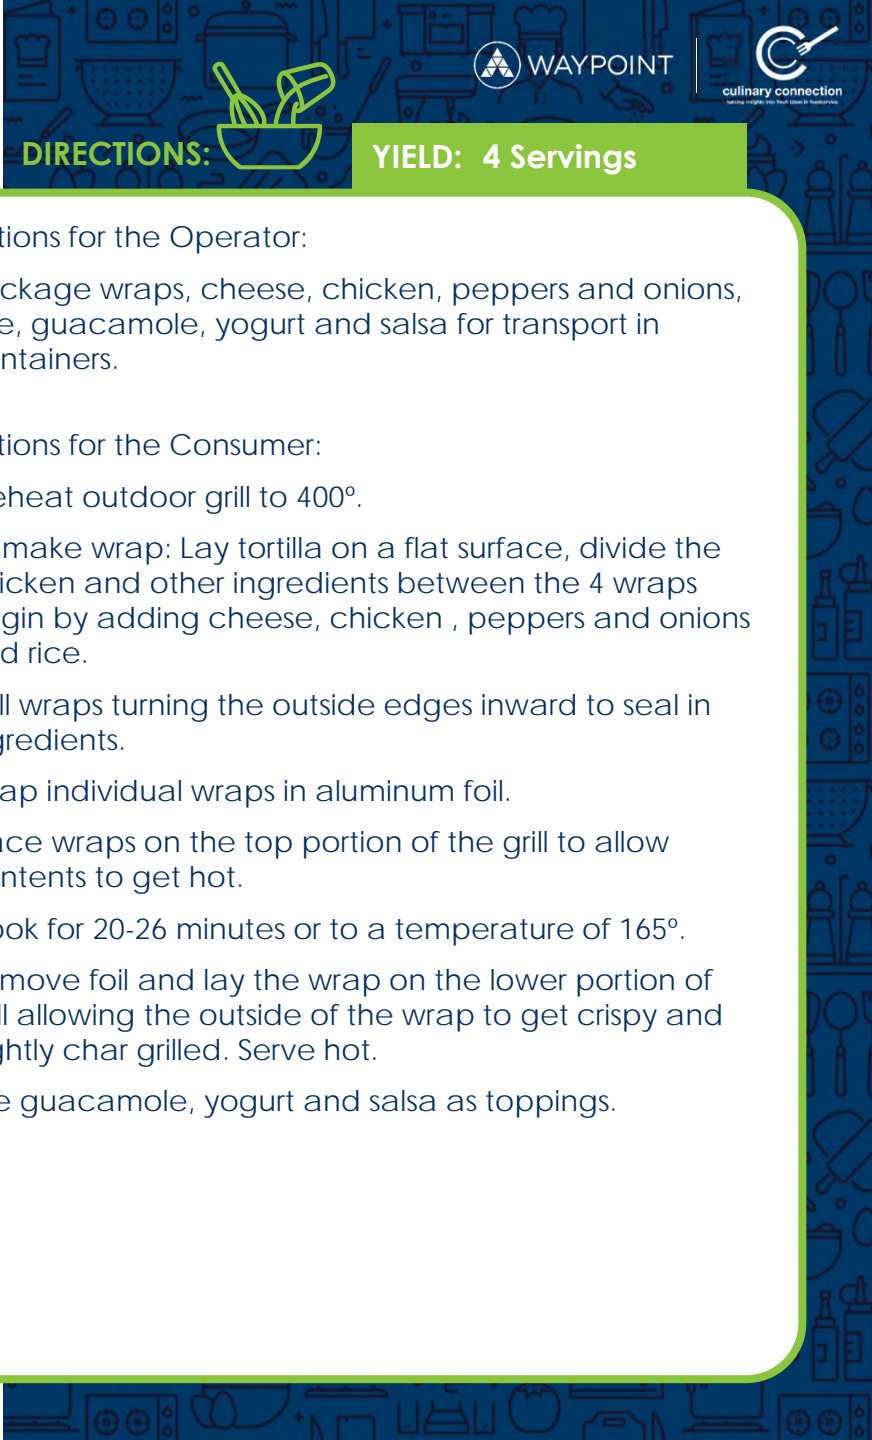 WAYPOINT
culinary connection
turning insights into fresh ideas in foodservice
DIRECTIONS:
YIELD: 4 Servings
tions for the Operator:
ckage wraps, cheese, chicken, peppers and onions,
e, guacamole, yogurt and salsa for transport in
ntainers.
tions for the Consumer:
eheat outdoor grill to 400º.
make wrap: Lay tortilla on a flat surface, divide the
icken and other ingredients between the 4 wraps
gin by adding cheese, chicken , peppers and onions
d rice.
ll wraps turning the outside edges inward to seal in
gredients.
ap individual wraps in aluminum foil.
ace wraps on the top portion of the grill to allow
ntents to get hot.
ook for 20-26 minutes or to a temperature of 165º.
move foil and lay the wrap on the lower portion of
ll allowing the outside of the wrap to get crispy and
ghtly char grilled. Serve hot.
e guacamole, yogurt and salsa as toppings.